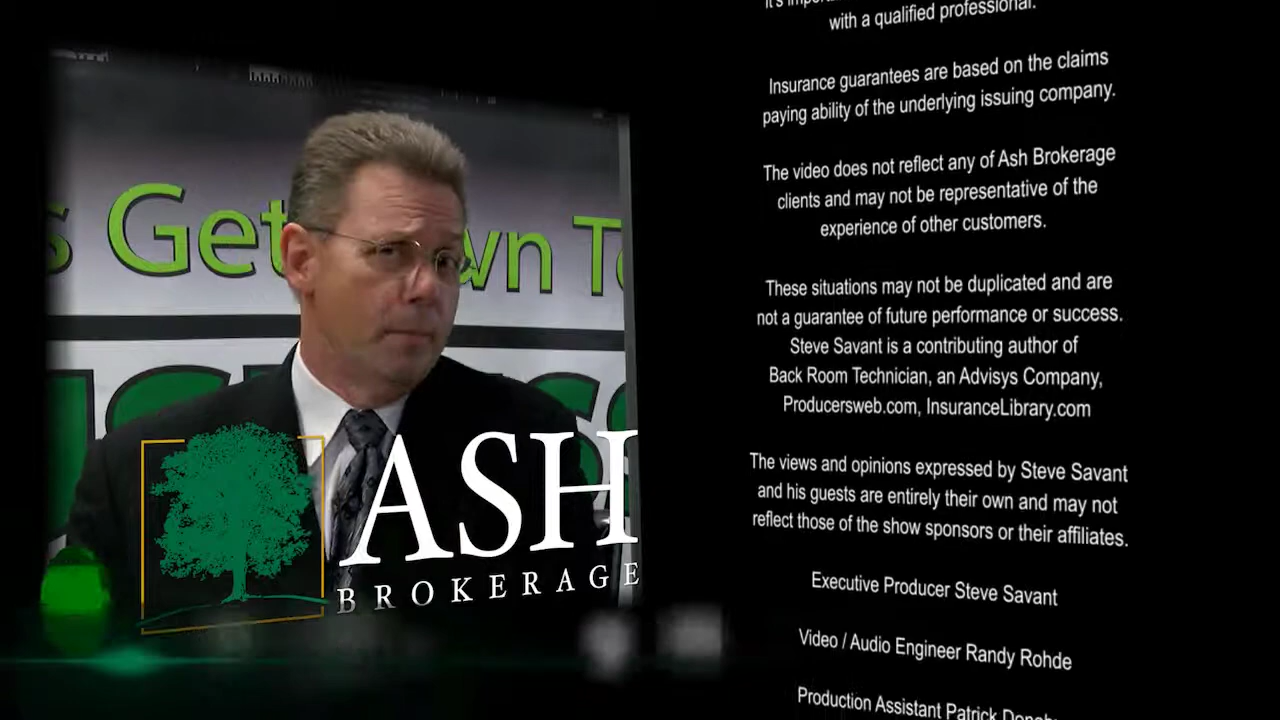 s Get
wn T
ASH
BROKERAGE
with a qualified professional.
Insurance guarantees are based on the claims
paying ability of the underlying issuing company.
The video does not reflect any of Ash Brokerage
clients and may not be representative of the
experience of other customers.
These situations may not be duplicated and are
not a guarantee of future performance or success.
Steve Savant is a contributing author of
Back Room Technician, an Advisys Company,
Producersweb.com, InsuranceLibrary.com
The views and opinions expressed by Steve Savant
and his guests are entirely their own and may not
reflect those of the show sponsors or their affiliates.
Executive Producer Steve Savant
Video / Audio Engineer Randy Rohde
Production Assistant Patrick